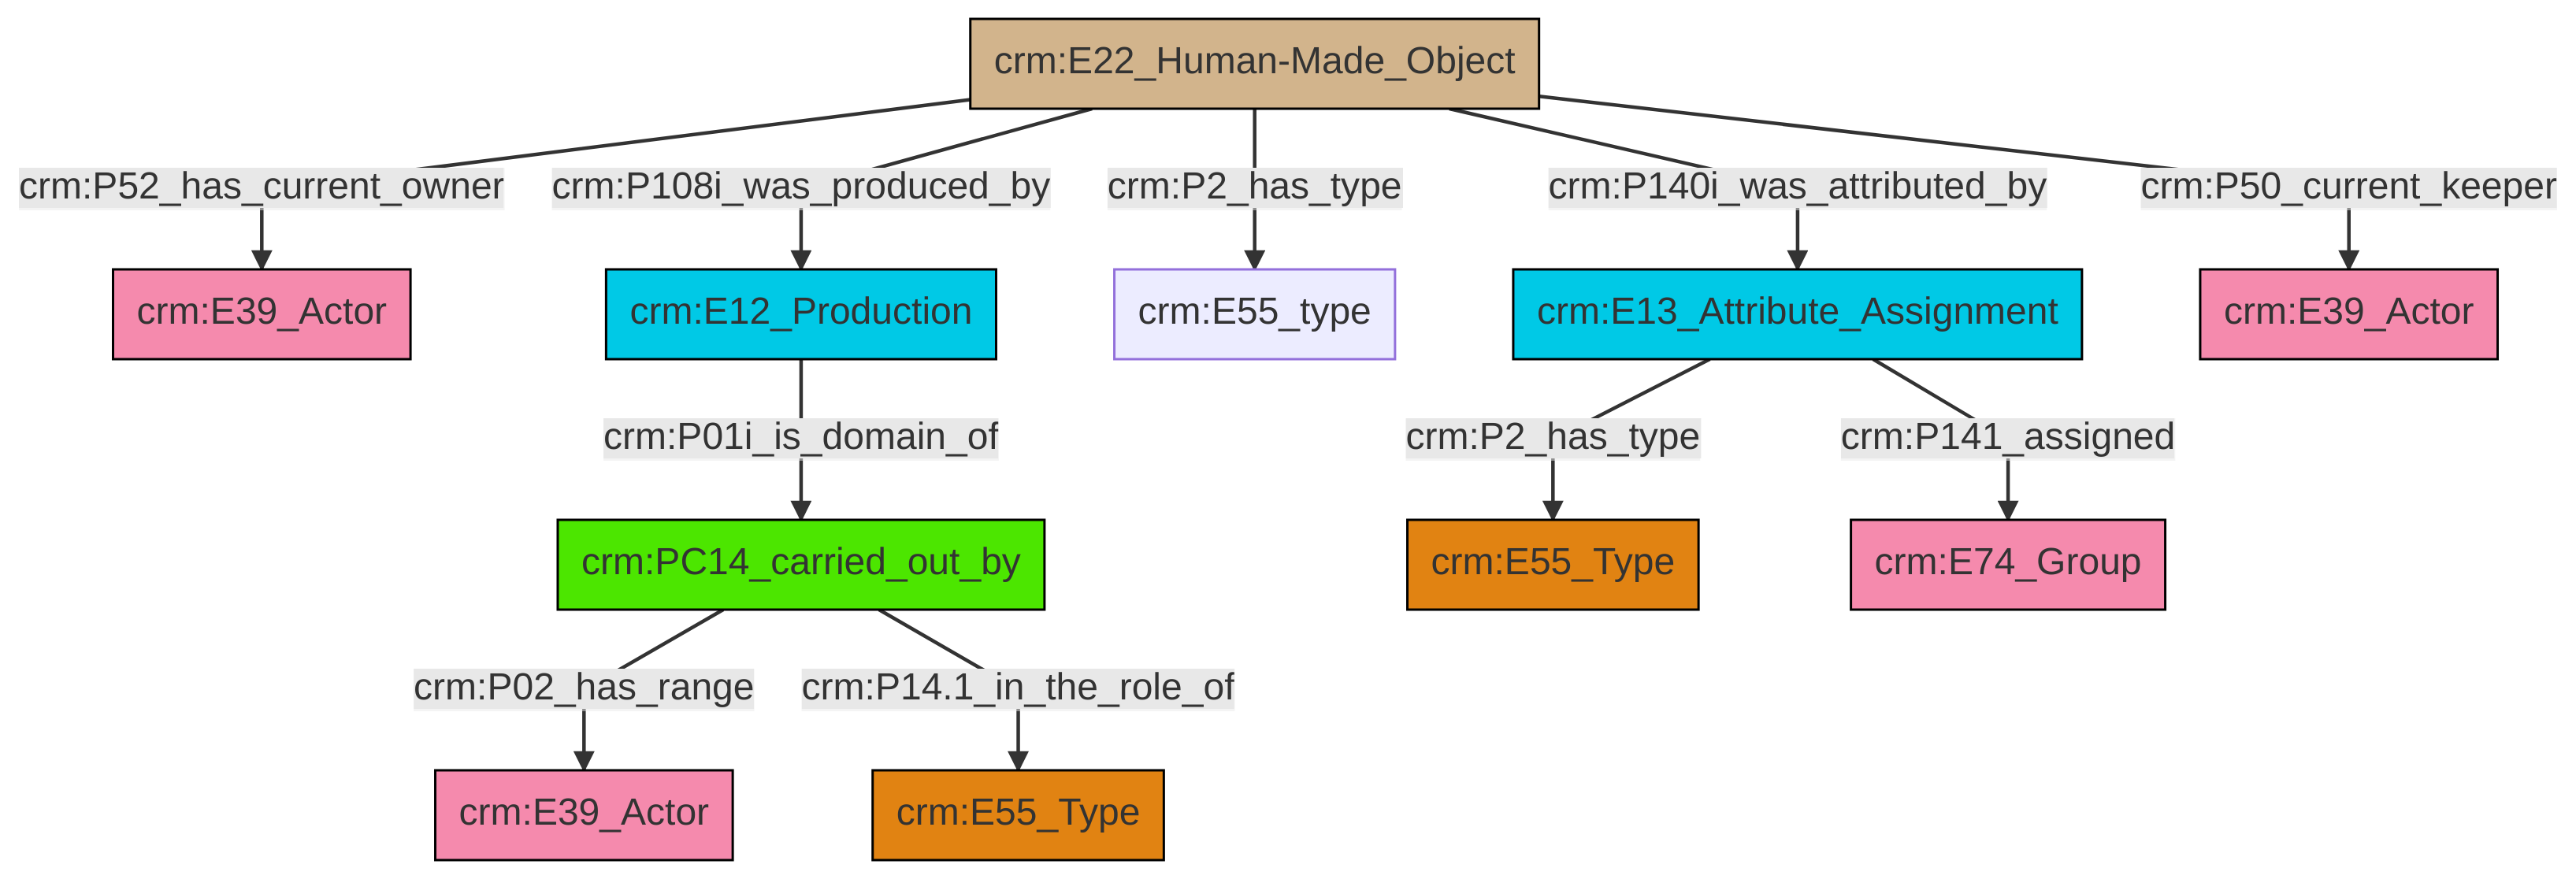 crm:E22_Human-Made_Object
crm:P52_has_current_owner
crm:P108i_was_produced_by
crm:P2_has_type
crm:P140i_was_attributed_by
crm:P50_current_keeper
crm:E39_Actor
crm:E12_Production
crm:E55_type
crm:E13_Attribute_Assignment
crm:E39_Actor
crm:P01i_is_domain_of
crm:P2_has_type
crm:P141_assigned
crm:PC14_carried_out_by
crm:E55_Type
crm:E74_Group
crm:P02_has_range
crm:P14.1_in_the_role_of
crm:E39_Actor
crm:E55_Type